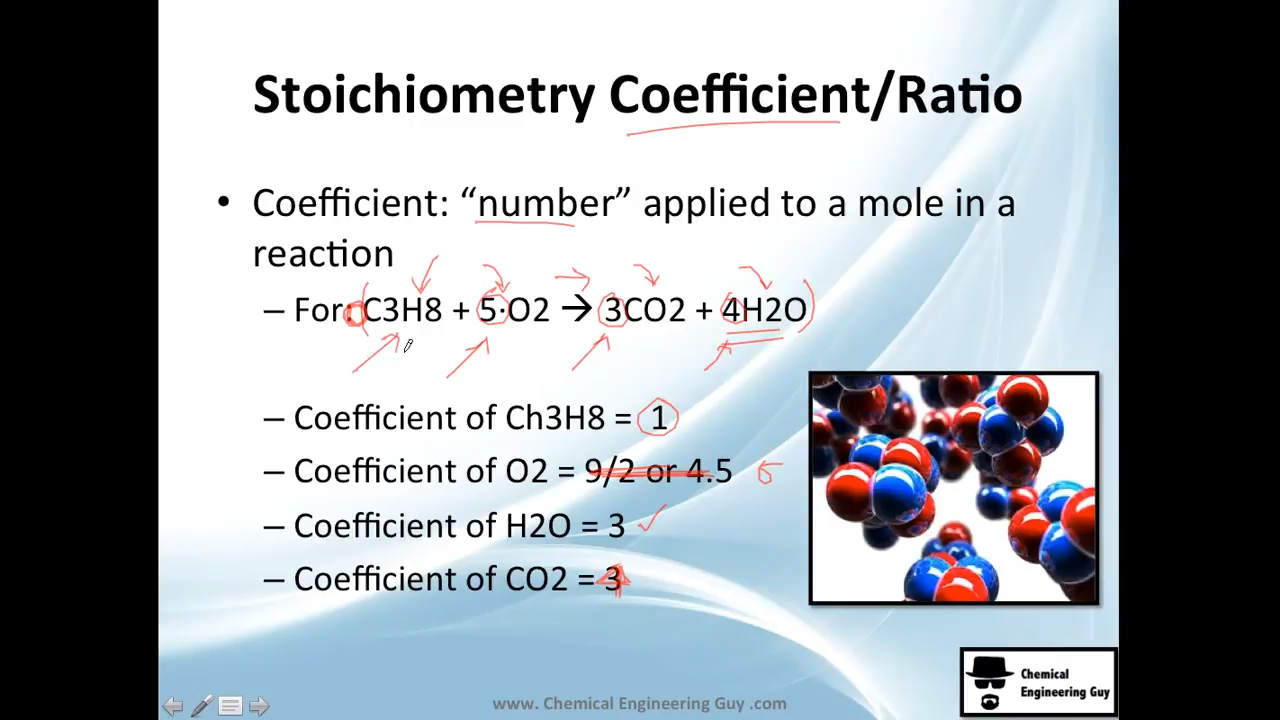 Stoichiometry Coefficient/Ratio
• Coefficient: “number” applied to a mole in a
reaction
– For: C3H8 + 5·O2 → 3CO2 + 4H2O
– Coefficient of Ch3H8 = 1
– Coefficient of O2 = 9/2 or 4.5 5
– Coefficient of H2O = 3
– Coefficient of CO2 = 3 4
Chemical
Engineering Guy
www. Chemical Engineering Guy .com